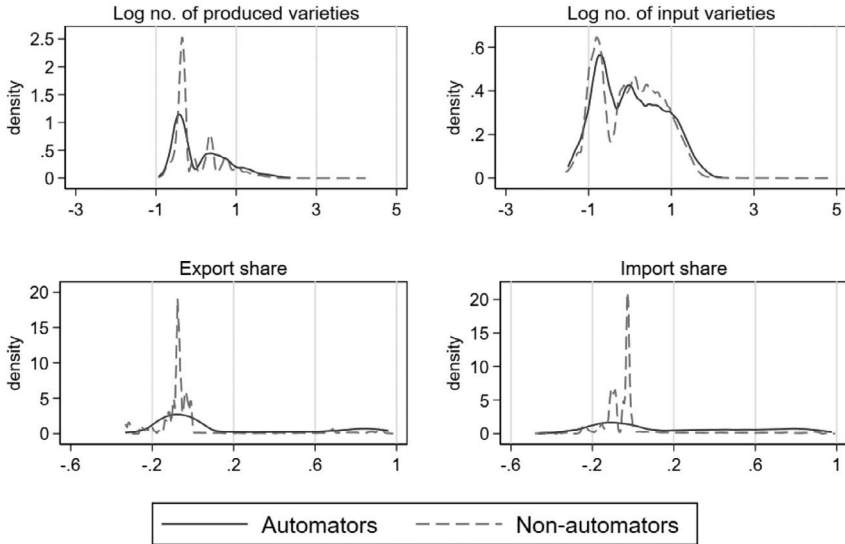 Log no. of produced varieties
density
2.5
2
1.5
1
.5
0
-3 -1 1 3 5
Log no. of input varieties
density
.6
.4
.2
0
-3 -1 1 3 5
Export share
density
20
15
10
5
0
-.6 -.2 .2 .6 1
Import share
density
20
15
10
5
0
-.6 -.2 .2 .6 1
Automators Non-automators